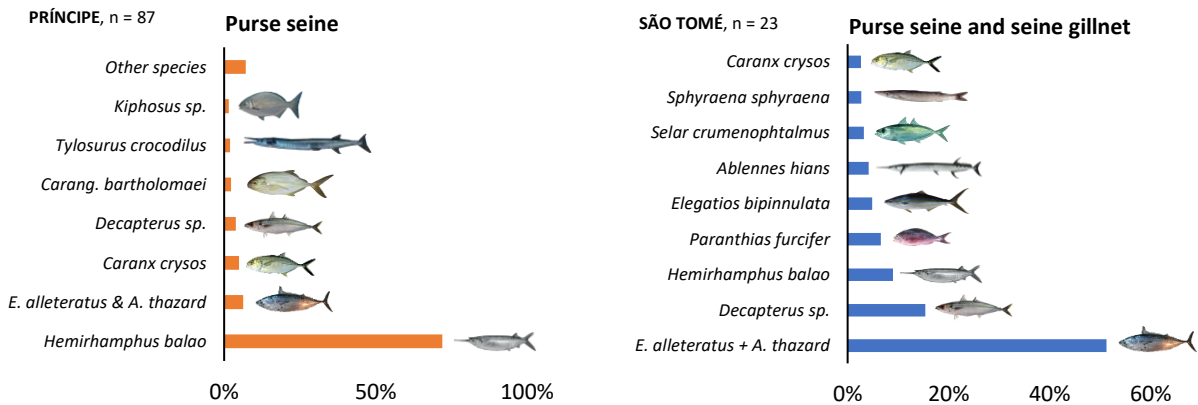 PRÍNCIPE, n = 87
Purse seine
Other species
Kiphosus sp.
Tylosurus crocodilus
Carang. bartholomaei
Decapterus sp.
Caranx crysos
E. alleteratus & A. thazard
Hemirhamphus balao
0% 50% 100%
SÃO TOMÉ, n = 23
Purse seine and seine gillnet
Caranx crysos
Sphyraena sphyraena
Selar crumenophtalmus
Ablennes hians
Elegatios bipinnulata
Paranthias furcifer
Hemirhamphus balao
Decapterus sp.
E. alleteratus + A. thazard
0% 20% 40% 60%